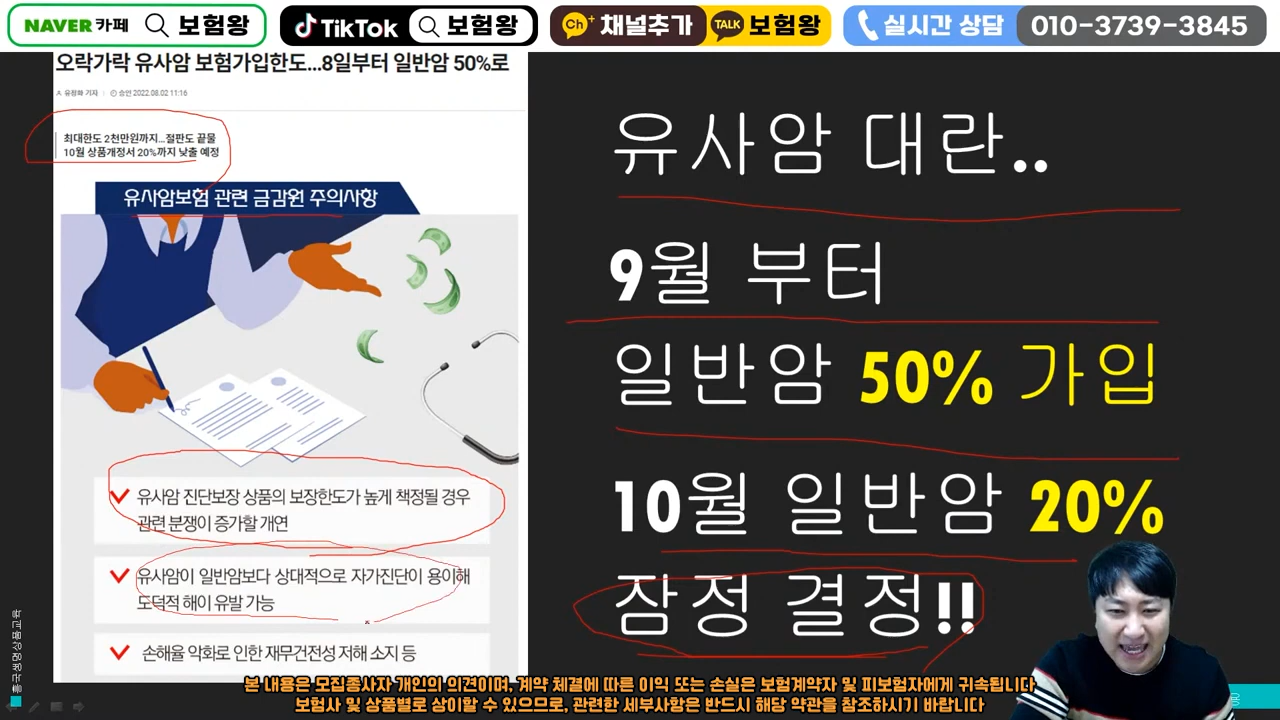 NAVER 카페 보험왕
TikTok 보험왕
Ch+ 채널추가 TALK 보험왕
실시간 상담 010-3739-3845
오락가락 유사암 보험가입한도...8일부터 일반암 50%로
유정화 기자 승인 2022.08.02 11:16
최대한도 2천만원까지...절판도 끝물
10월 상품개정서 20%까지 낮출 예정
유사암보험 관련 금감원 주의사항
유사암 진단보장 상품의 보장한도가 높게 책정될 경우
관련 분쟁이 증가할 개연
유사암이 일반암보다 상대적으로 자가진단이 용이해
도덕적 해이 유발 가능
손해율 악화로 인한 재무건전성 저해 소지 등
유사암 대란..
9월 부터
일반암 50% 가입
10월 일반암 20%
잠정 결정!!
본 내용은 모집종사자 개인의 의견이며, 계약 체결에 따른 이익 또는 손실은 보험계약자 및 피보험자에게 귀속됩니다
보험사 및 상품별로 상이할 수 있으므로, 관련한 세부사항은 반드시 해당 약관을 참조하시기 바랍니다